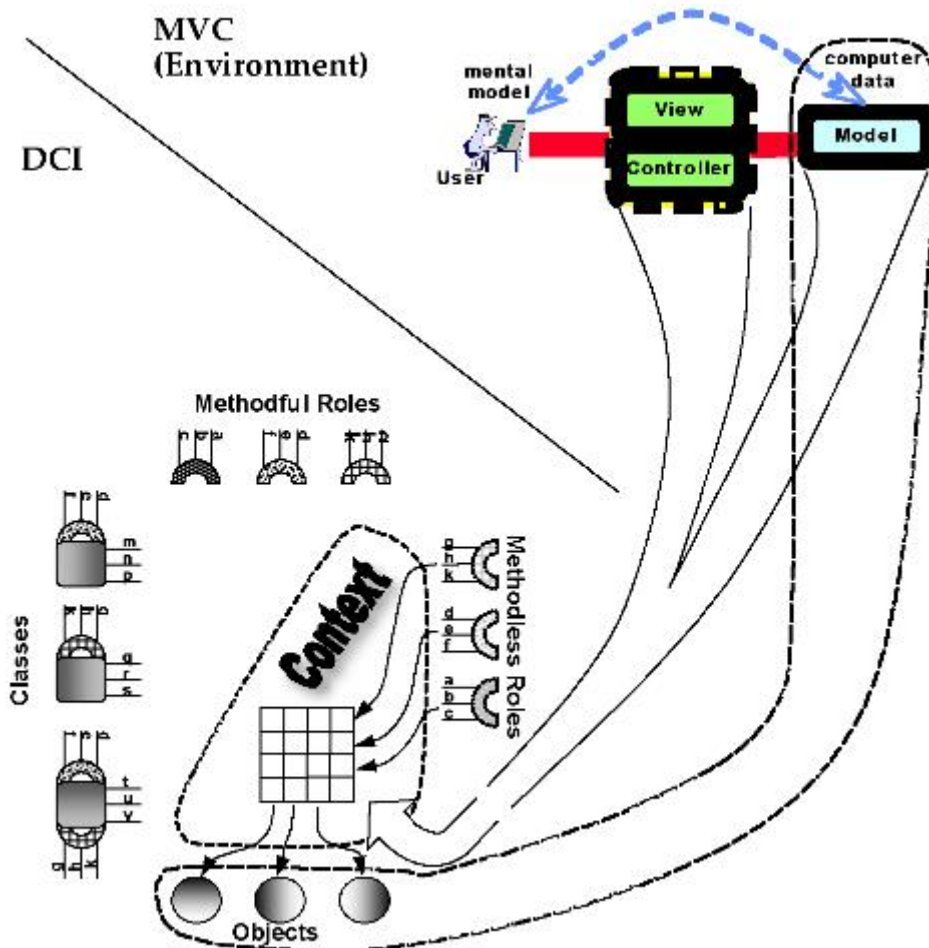 MVC
(Environment)
DCI
mental
model
User
View
Controller
computer
data
Model
Methodful Roles
c b a
f e d
m
n
p
Classes
q
r
s
t
u
v
g h k
Context
g
h
k
d
e
f
a
b
c
Methodless Roles
Objects